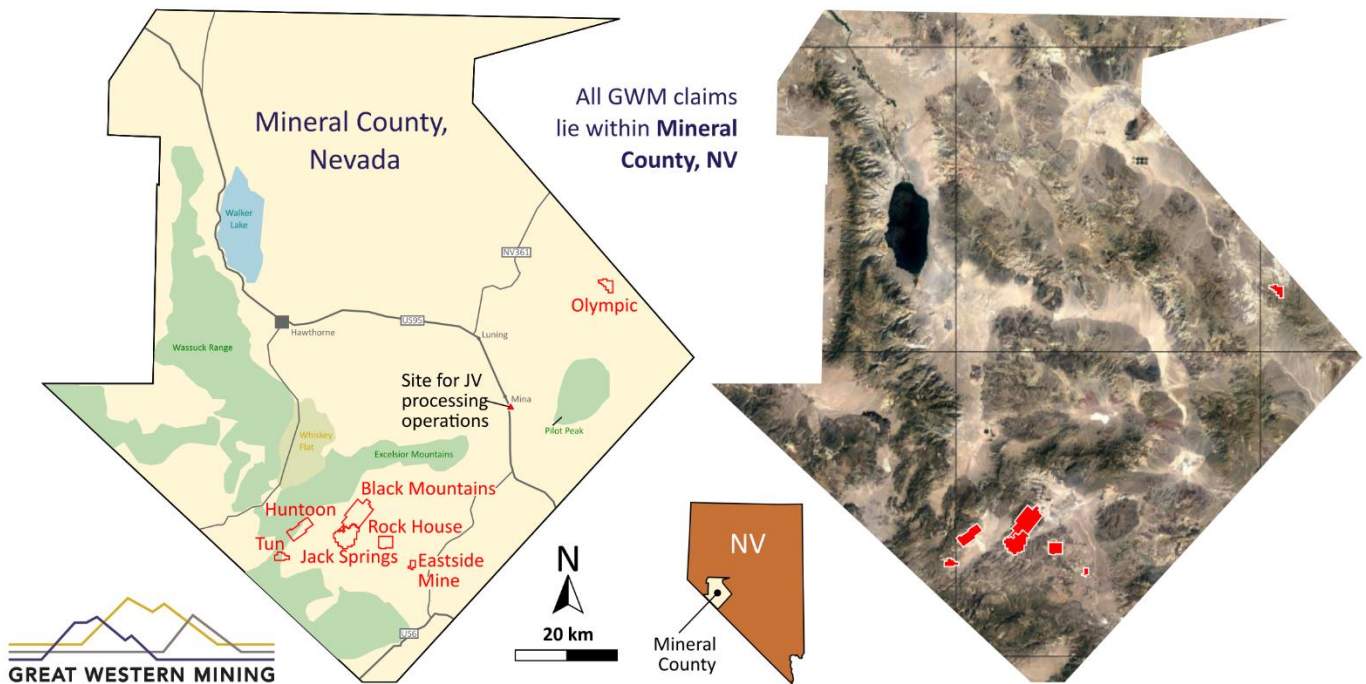 Mineral County,
Nevada
All GWM claims
lie within Mineral
County, NV
Walker
Lake
NV361
Olympic
US95
Hawthorne
Luning
Wassuck Range
Site for JV
processing
operations
Mina
Pilot Peak
Whiskey
Flat
Excelsior Mountains
Black Mountains
Huntoon
Rock House
Tun
Jack Springs
Eastside
Mine
US6
N
20 km
NV
Mineral
County
GREAT WESTERN MINING